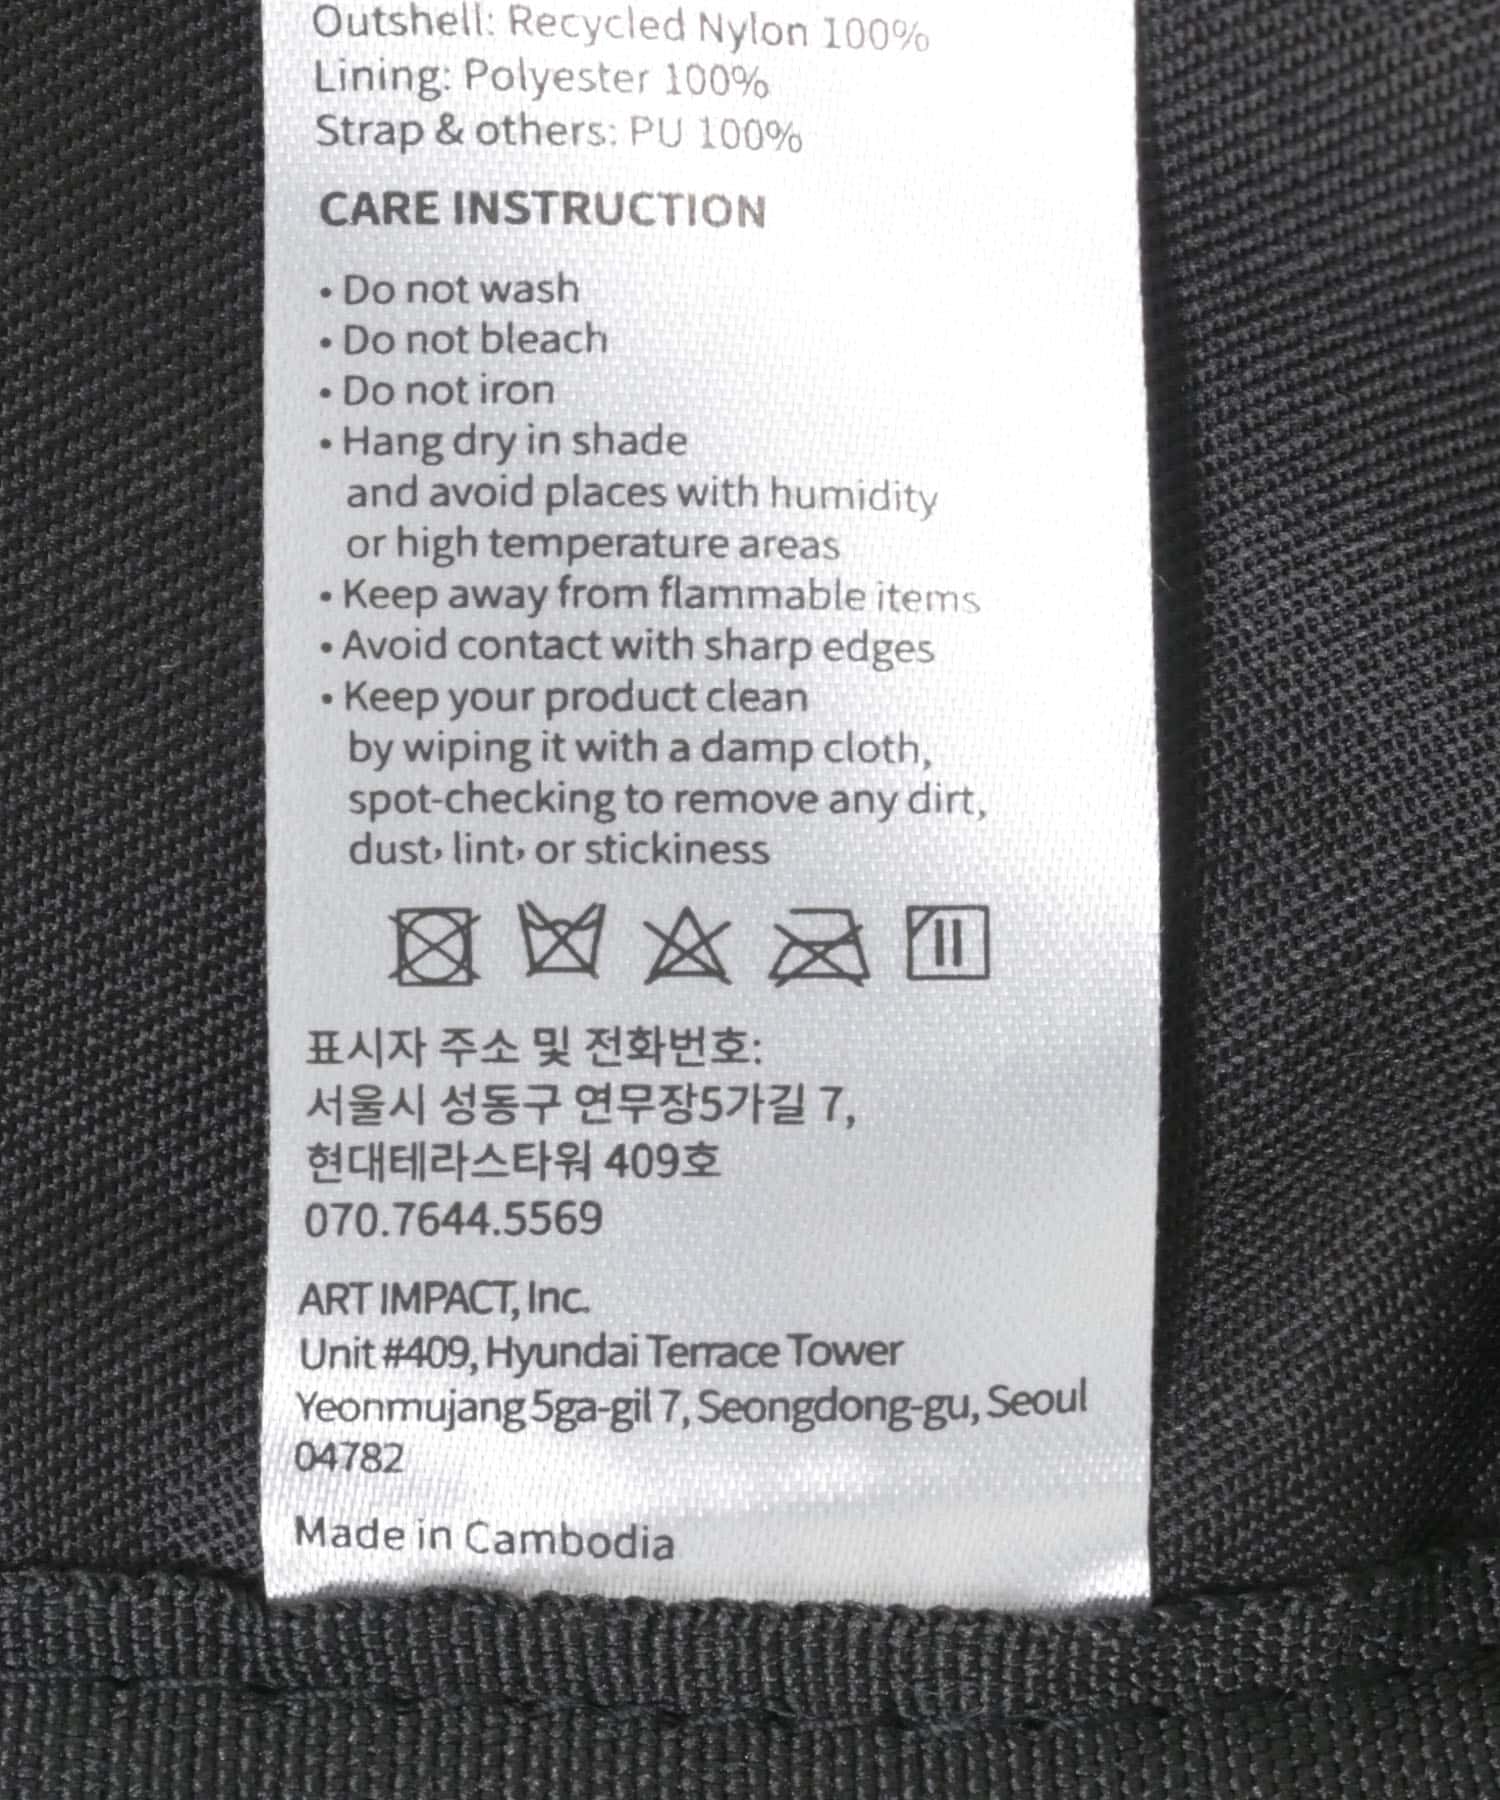 Outshell: Recycled Nylon 100%
Lining: Polyester 100%
Strap & others: PU 100%
CARE INSTRUCTION
• Do not wash
• Do not bleach
• Do not iron
• Hang dry in shade
and avoid places with humidity
or high temperature areas
• Keep away from flammable items
• Avoid contact with sharp edges
• Keep your product clean
by wiping it with a damp cloth,
spot-checking to remove any dirt,
dust, lint, or stickiness
표시자 주소 및 전화번호:
서울시 성동구 연무장5가길 7,
현대테라스타워 409호
070.7644.5569
ART IMPACT, Inc.
Unit #409, Hyundai Terrace Tower
Yeonmujang 5ga-gil 7, Seongdong-gu, Seoul
04782
Made in Cambodia